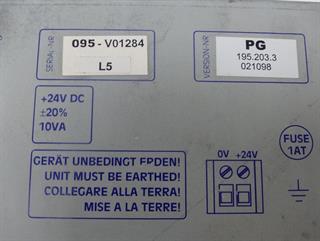 SERIAL-NR
095 - V01284
L5
VERSION-NR
PG
195.203.3
021098
+24V DC
±20%
10VA
FUSE
1AT
0V +24V
GERÄT UNBEDINGT ERDEN!
UNIT MUST BE EARTHED!
COLLEGARE ALLA TERRA!
MISE A LA TERRE!